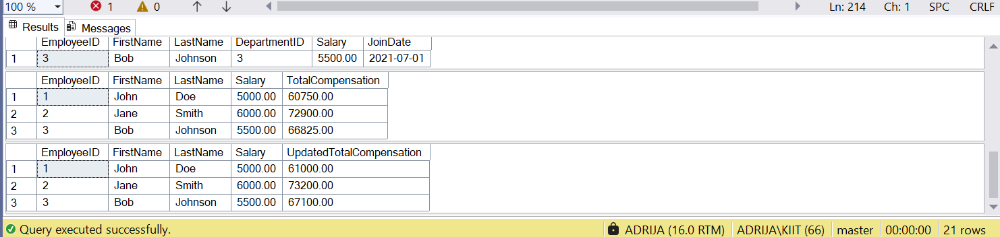 100 % 1 0 Ln: 214 Ch: 1 SPC CRLF
Results Messages
EmployeeID FirstName LastName DepartmentID Salary JoinDate
1 3 Bob Johnson 3 5500.00 2021-07-01
EmployeeID FirstName LastName Salary TotalCompensation
1 1 John Doe 5000.00 60750.00
2 2 Jane Smith 6000.00 72900.00
3 3 Bob Johnson 5500.00 66825.00
EmployeeID FirstName LastName Salary UpdatedTotalCompensation
1 1 John Doe 5000.00 61000.00
2 2 Jane Smith 6000.00 73200.00
3 3 Bob Johnson 5500.00 67100.00
Query executed successfully. ADRIJA (16.0 RTM) ADRIJA\KIIT (66) master 00:00:00 21 rows